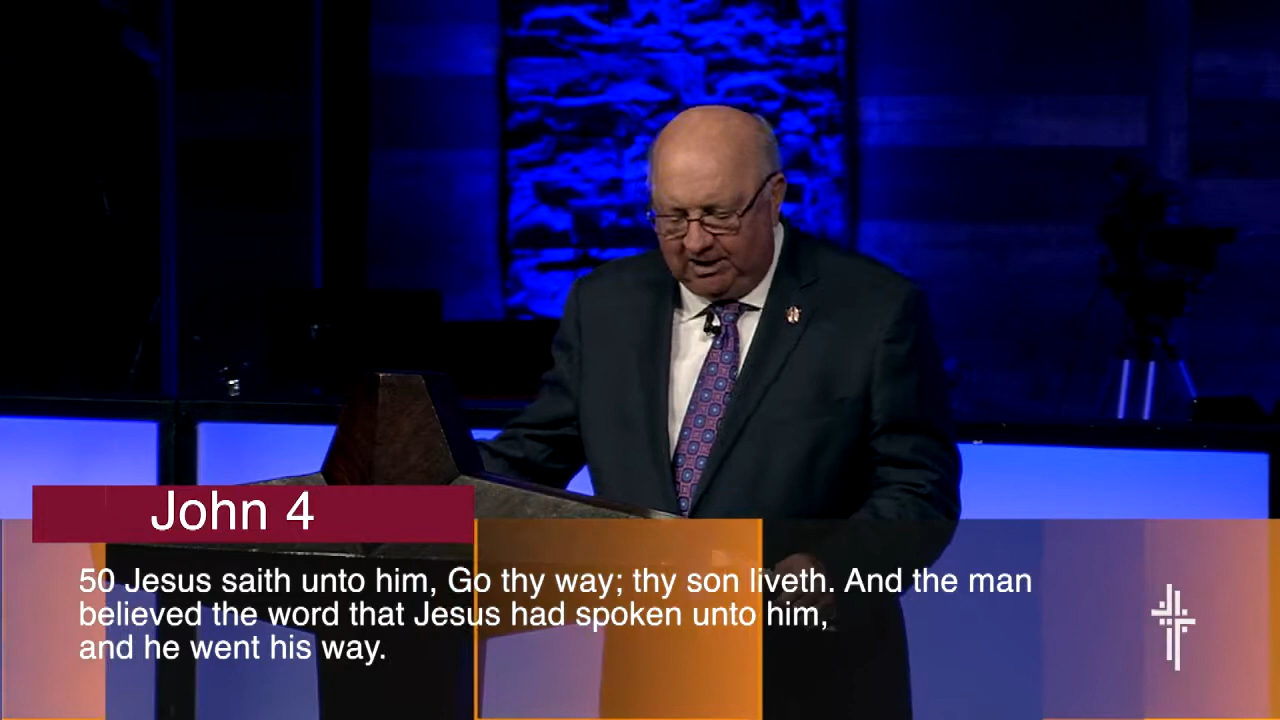 John 4
50 Jesus saith unto him, Go thy way; thy son liveth. And the man
believed the word that Jesus had spoken unto him,
and he went his way.